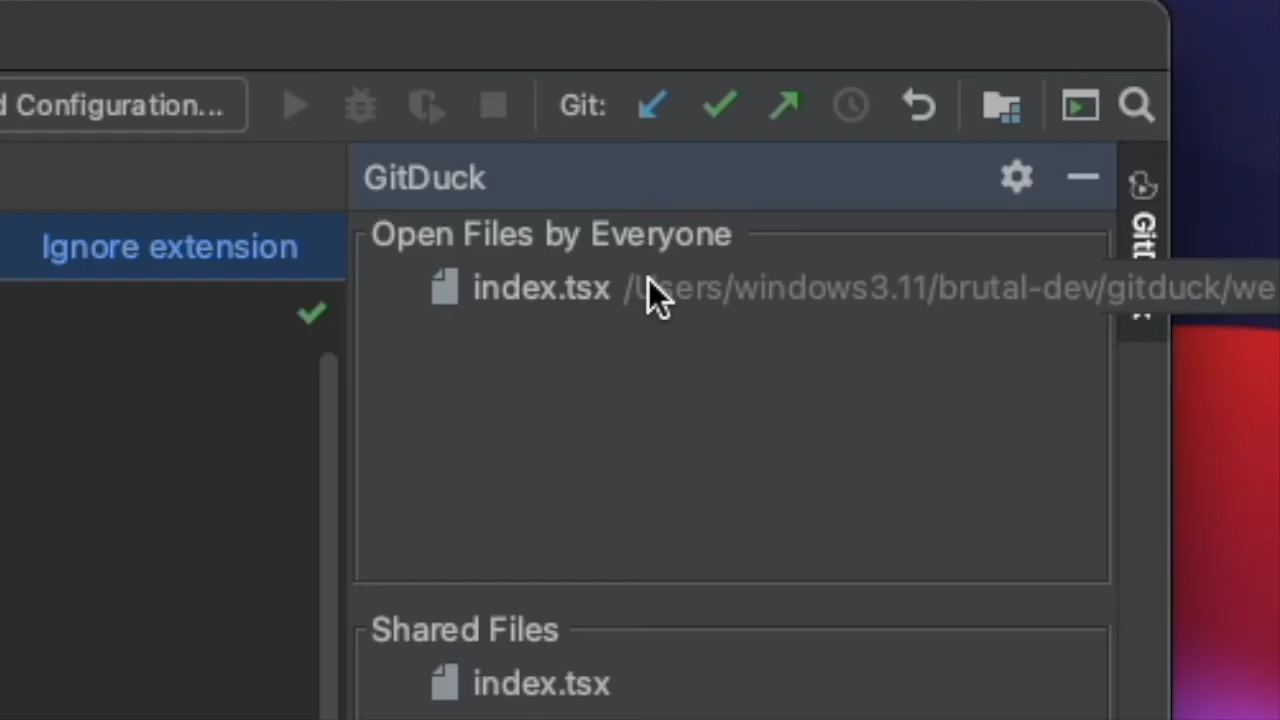 d Configuration...
Git:
GitDuck
Ignore extension
Open Files by Everyone
index.tsx /Users/windows3.11/brutal-dev/gitduck/we
Shared Files
index.tsx